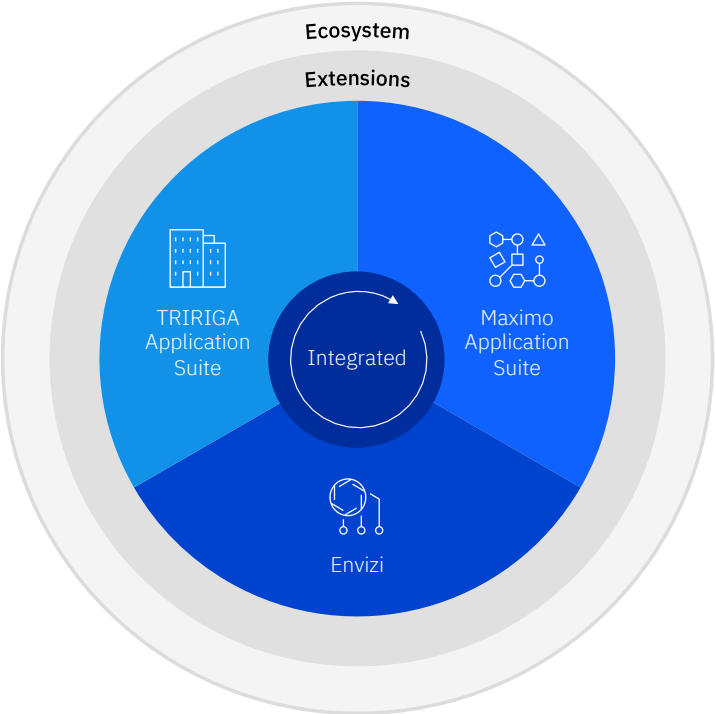 Ecosystem
Extensions
TRIRIGA
Application
Suite
Maximo
Application
Suite
Integrated
Envizi